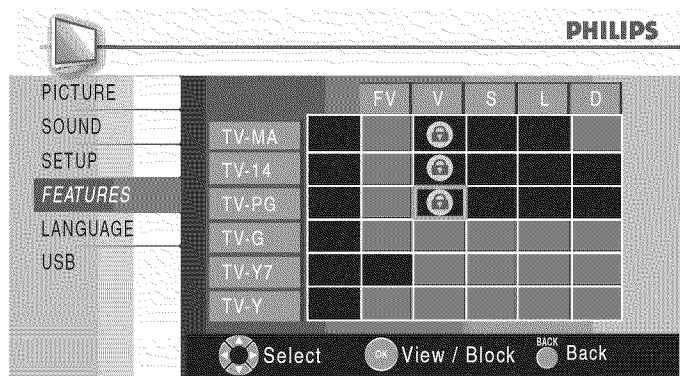 PHILIPS
PICTURE
SOUND
SETUP
FEATURES
LANGUAGE
USB
FV V S L D
TV-MA
TV-14
TV-PG
TV-G
TV-Y7
TV-Y
Select OK View / Block BACK Back